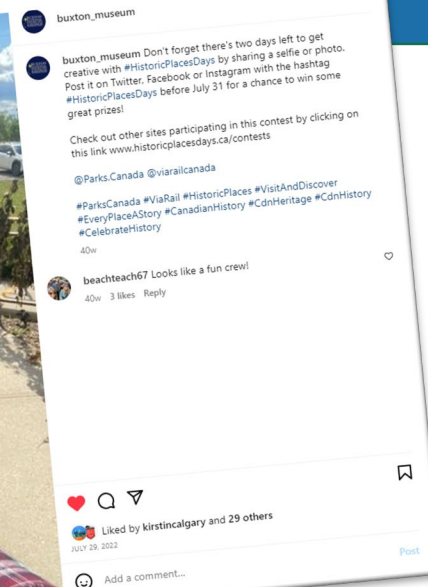 buxton_museum
buxton_museum Don't forget there's two days left to get
creative with #HistoricPlacesDays by sharing a selfie or photo.
Post it on Twitter, Facebook or Instagram with the hashtag
#HistoricPlacesDays before July 31 for a chance to win some
great prizes!
Check out other sites participating in this contest by clicking on
this link www.historicplacesdays.ca/contests
@Parks.Canada @viarailcanada
#ParksCanada #ViaRail #HistoricPlaces #VisitAndDiscover
#EveryPlaceAStory #CanadianHistory #CdnHeritage #CdnHistory
#CelebrateHistory
40w
beachteach67 Looks like a fun crew!
40w 3 likes Reply
Liked by kirstincalgary and 29 others
JULY 29, 2022
Add a comment...
Post